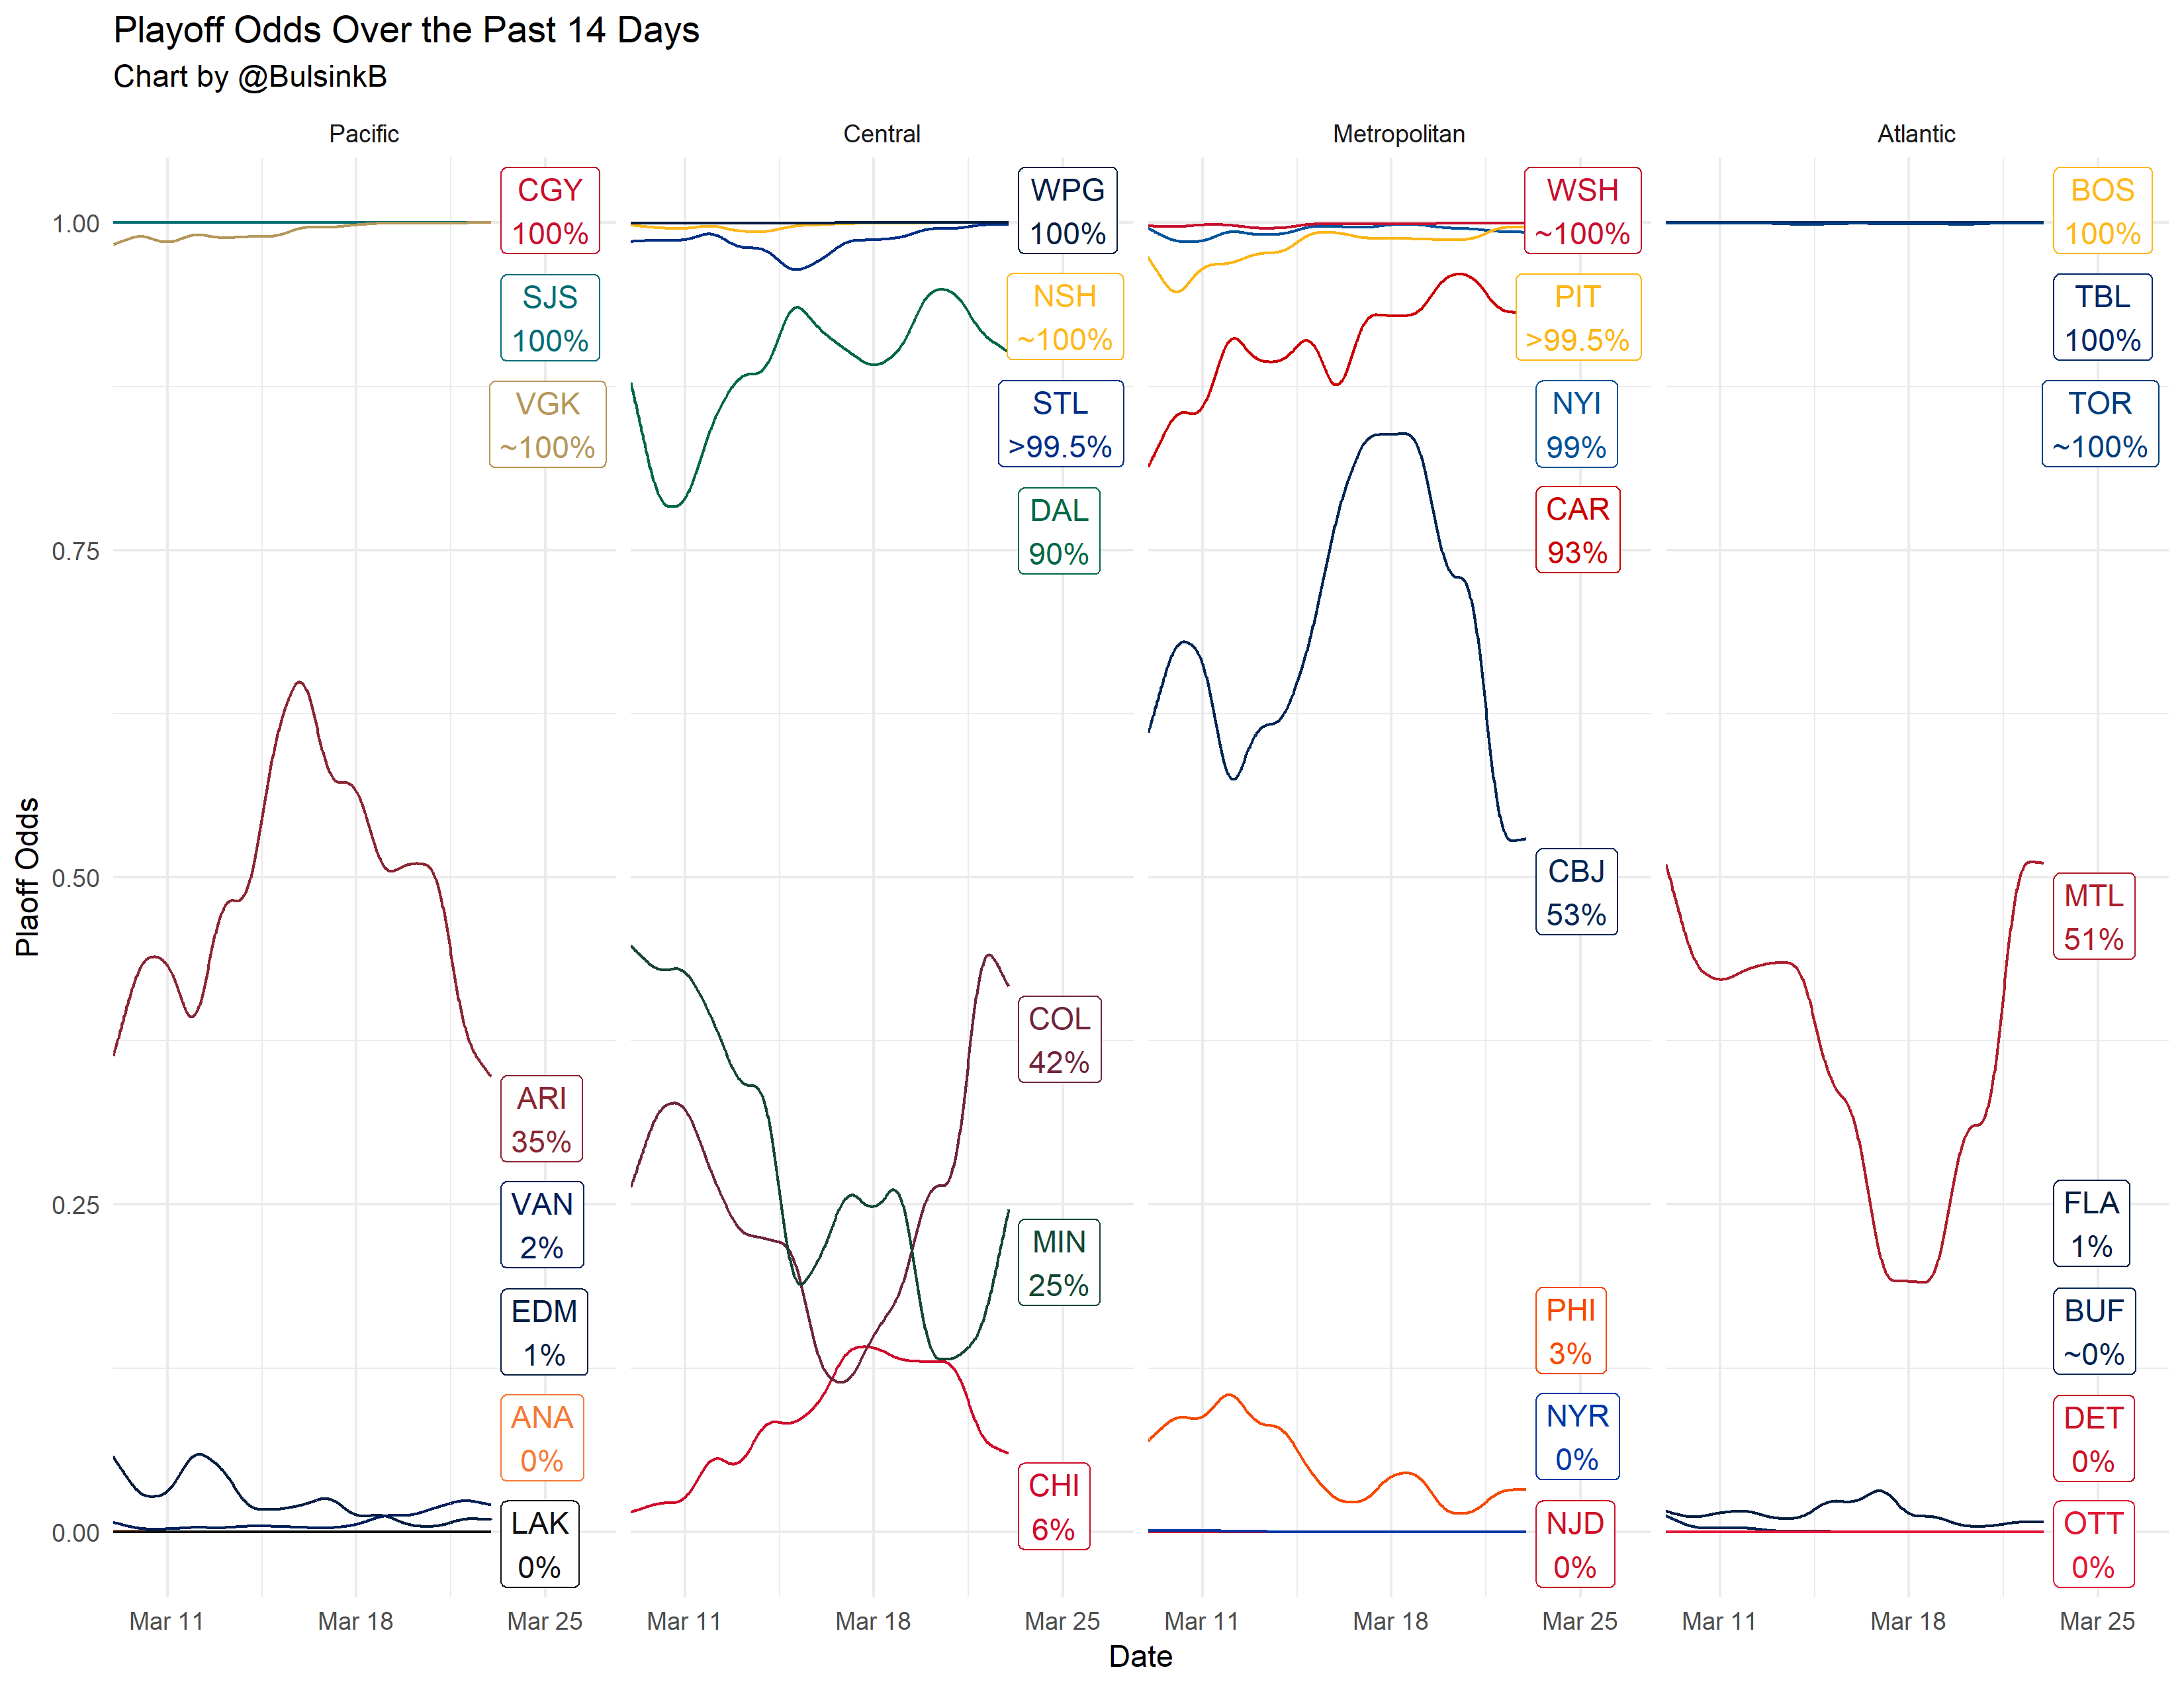 Playoff Odds Over the Past 14 Days
Chart by @BulsinkB
Pacific
Central
Metropolitan
Atlantic
Plaoff Odds
1.00
0.75
0.50
0.25
0.00
CGY
100%
SJS
100%
VGK
~100%
ARI
35%
VAN
2%
EDM
1%
ANA
0%
LAK
0%
WPG
100%
NSH
~100%
STL
>99.5%
DAL
90%
COL
42%
MIN
25%
CHI
6%
WSH
~100%
PIT
>99.5%
NYI
99%
CAR
93%
CBJ
53%
PHI
3%
NYR
0%
NJD
0%
BOS
100%
TBL
100%
TOR
~100%
MTL
51%
FLA
1%
BUF
~0%
DET
0%
OTT
0%
Mar 11
Mar 18
Mar 25
Mar 11
Mar 18
Mar 25
Mar 11
Mar 18
Mar 25
Mar 11
Mar 18
Mar 25
Date